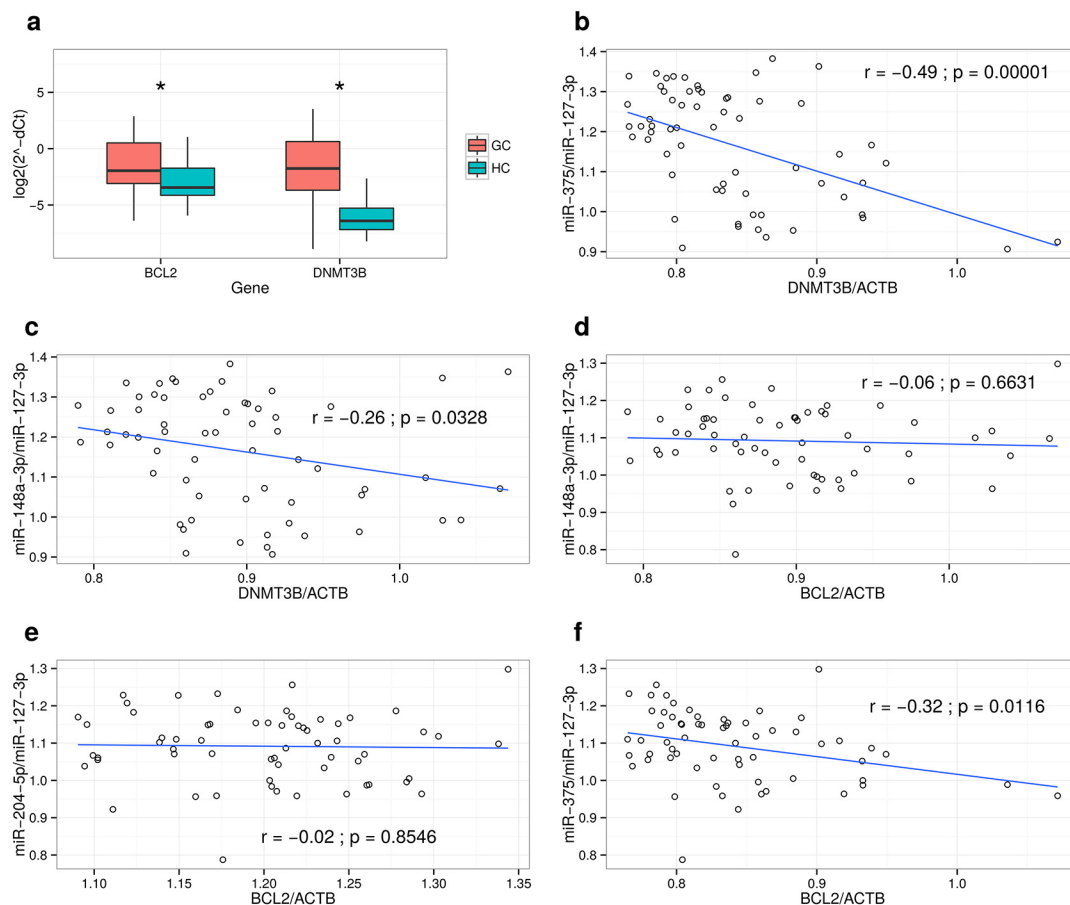 a
*
*
5
0
−5
log2(2^−dCt)
BCL2
DNMT3B
Gene
GC
HC
b
r = −0.49 ; p = 0.00001
1.4
1.3
1.2
1.1
1.0
0.9
miR−375/miR−127−3p
0.8
0.9
1.0
DNMT3B/ACTB
c
r = −0.26 ; p = 0.0328
1.4
1.3
1.2
1.1
1.0
0.9
miR−148a−3p/miR−127−3p
0.8
0.9
1.0
DNMT3B/ACTB
d
r = −0.06 ; p = 0.6631
1.3
1.2
1.1
1.0
0.9
0.8
miR−148a−3p/miR−127−3p
0.8
0.9
1.0
BCL2/ACTB
e
r = −0.02 ; p = 0.8546
1.3
1.2
1.1
1.0
0.9
0.8
miR−204−5p/miR−127−3p
1.10
1.15
1.20
1.25
1.30
1.35
BCL2/ACTB
f
r = −0.32 ; p = 0.0116
1.3
1.2
1.1
1.0
0.9
0.8
miR−375/miR−127−3p
0.8
0.9
1.0
BCL2/ACTB